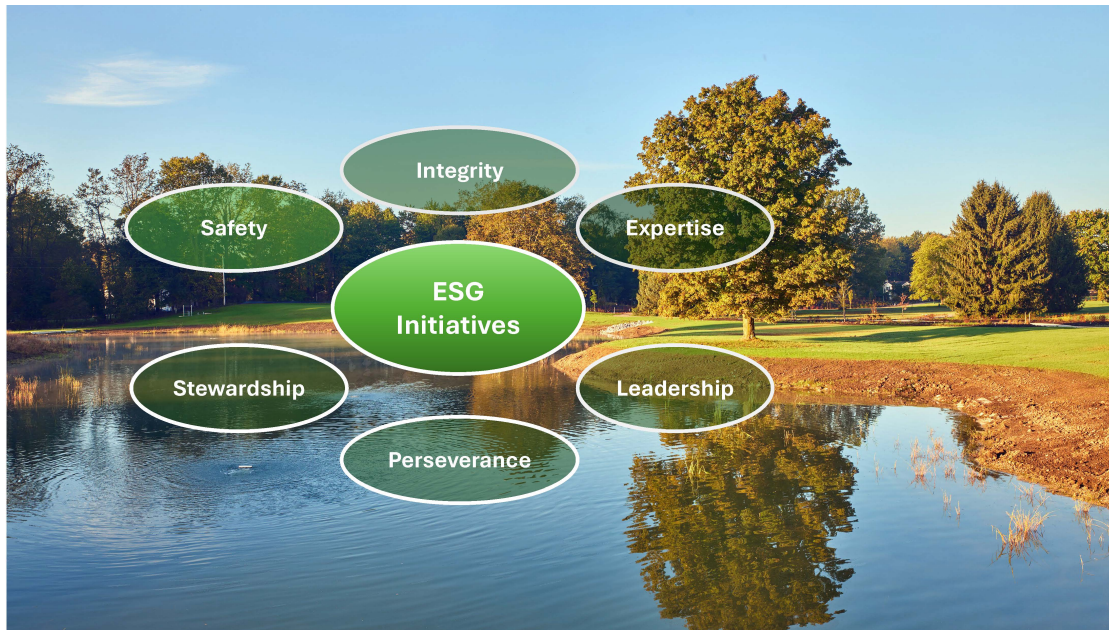 Integrity
Safety
Expertise
ESG
Initiatives
Stewardship
Leadership
Perseverance